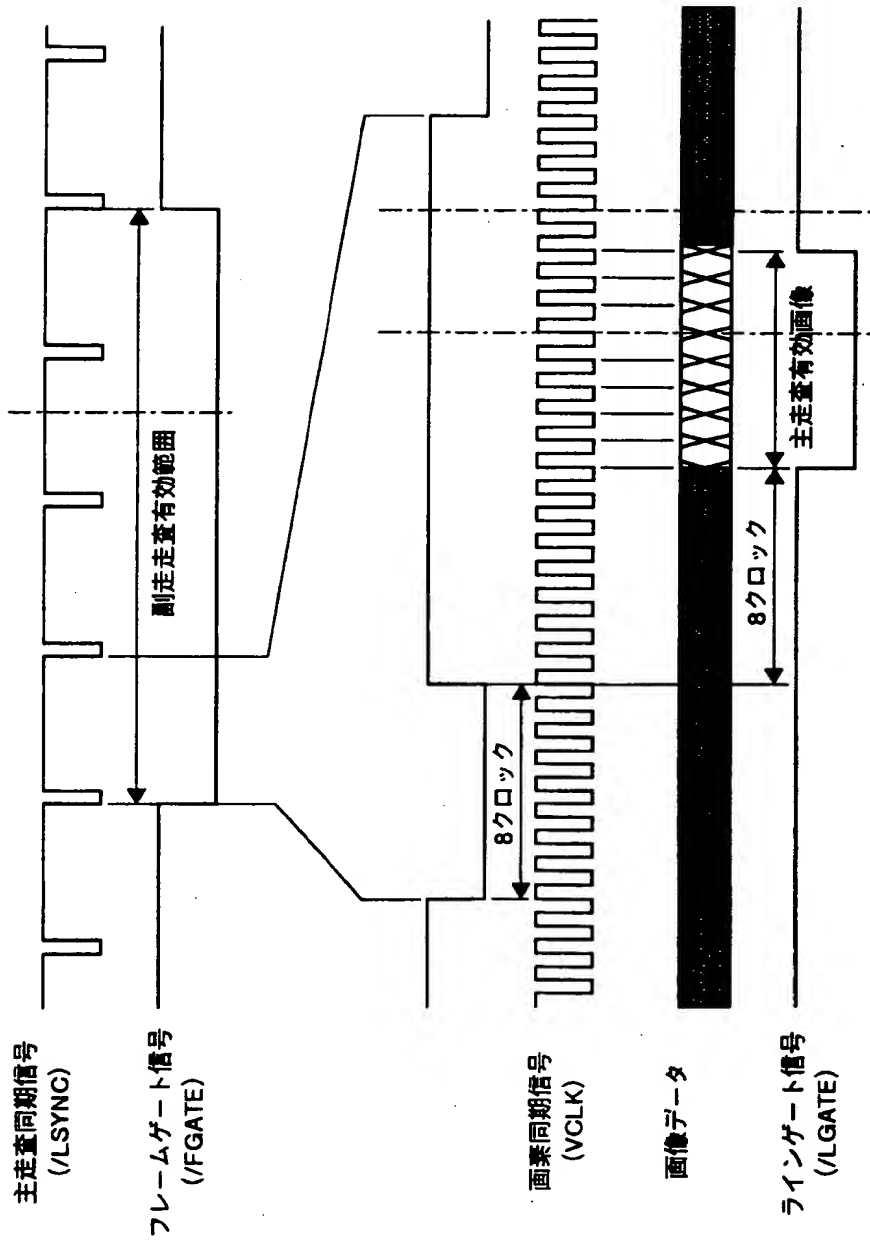 主走査同期信号
(/LSYNC)
フレームゲート信号
(/FGATE)
副走走査有効範囲
8クロック
画素同期信号
(VCLK)
画像データ
8クロック
主走査有効画像
ラインゲート信号
(/LGATE)